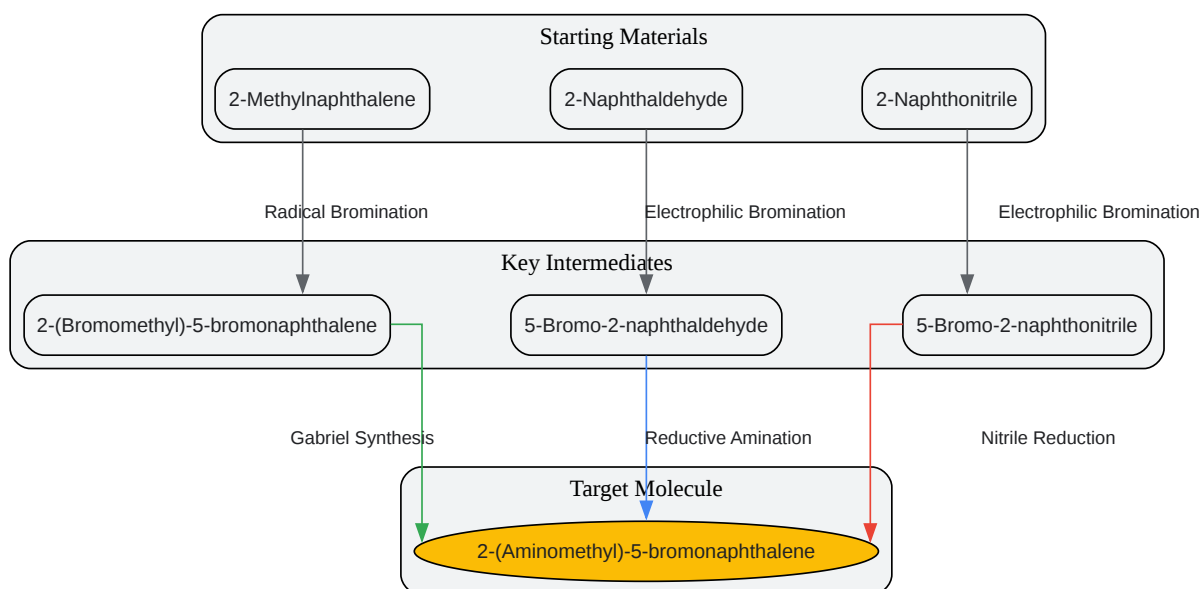 Starting Materials
2-Methylnaphthalene
2-Naphthaldehyde
2-Naphthonitrile
Radical Bromination
Electrophilic Bromination
Electrophilic Bromination
Key Intermediates
2-(Bromomethyl)-5-bromonaphthalene
5-Bromo-2-naphthaldehyde
5-Bromo-2-naphthonitrile
Gabriel Synthesis
Reductive Amination
Nitrile Reduction
Target Molecule
2-(Aminomethyl)-5-bromonaphthalene